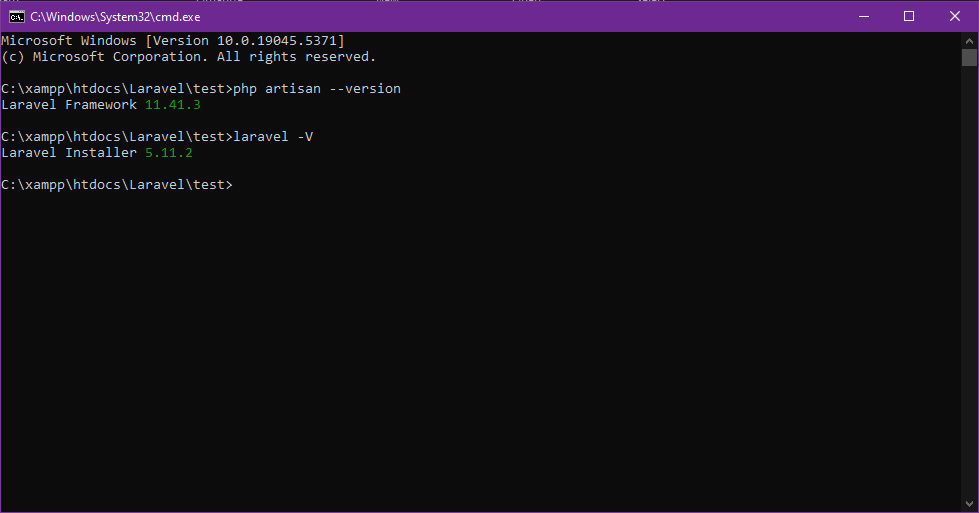 C:\Windows\System32\cmd.exe
Microsoft Windows [Version 10.0.19045.5371]
(c) Microsoft Corporation. All rights reserved.
C:\xampp\htdocs\Laravel\test>php artisan --version
Laravel Framework 11.41.3
C:\xampp\htdocs\Laravel\test>laravel -V
Laravel Installer 5.11.2
C:\xampp\htdocs\Laravel\test>